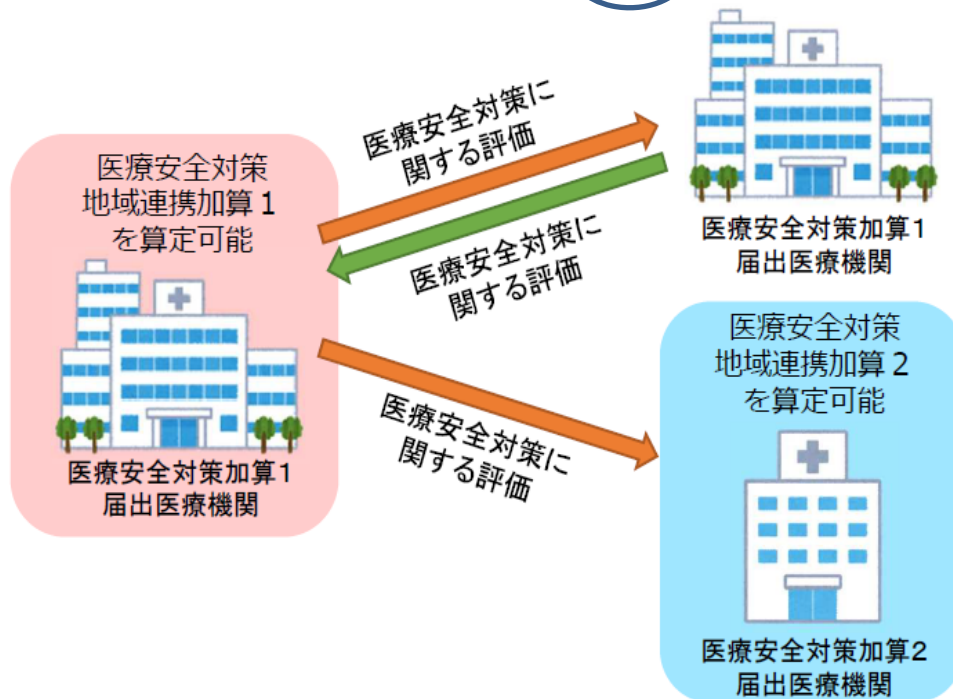 医療安全対策
地域連携加算１
を算定可能
医療安全対策加算1
届出医療機関
医療安全対策に
関する評価
医療安全対策に
関する評価
医療安全対策に
関する評価
医療安全対策加算1
届出医療機関
医療安全対策
地域連携加算２
を算定可能
医療安全対策加算2
届出医療機関